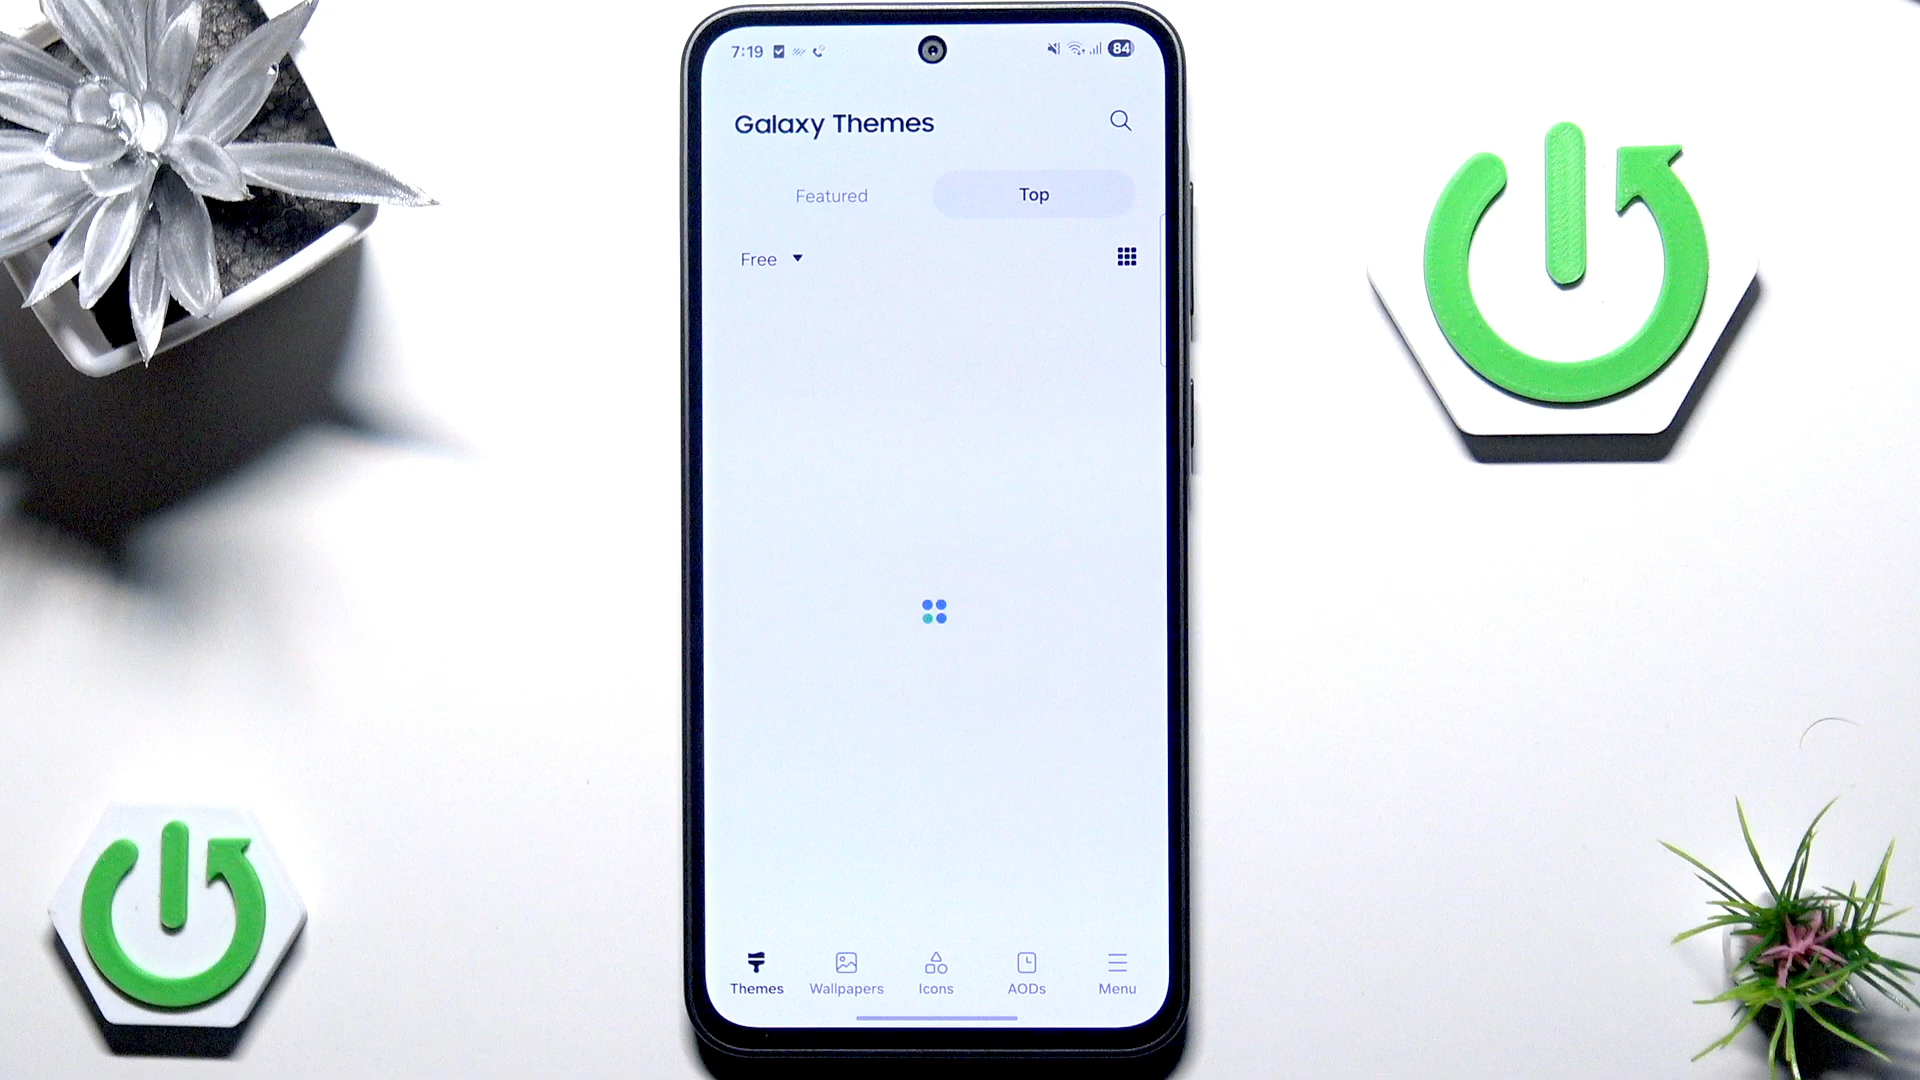 7:19 84
Galaxy Themes
Featured Top
Free
Themes Wallpapers Icons AODs Menu